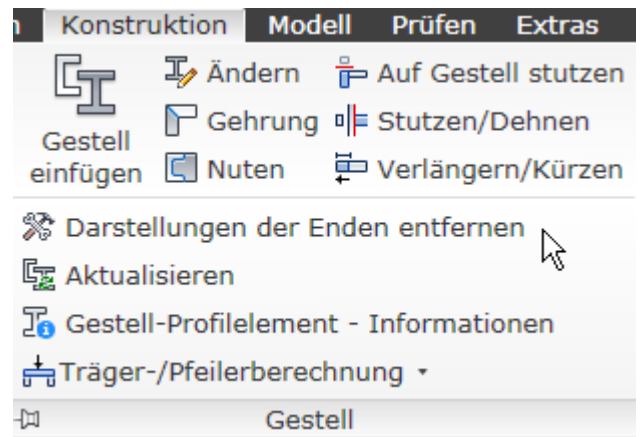 Konstruktion Modell Prüfen Extras
Gestell
einfügen
Ändern
Gehrung
Nuten
Auf Gestell stutzen
Stutzen/Dehnen
Verlängern/Kürzen
Darstellungen der Enden entfernen
Aktualisieren
Gestell-Profilelement - Informationen
Träger-/Pfeilerberechnung
Gestell